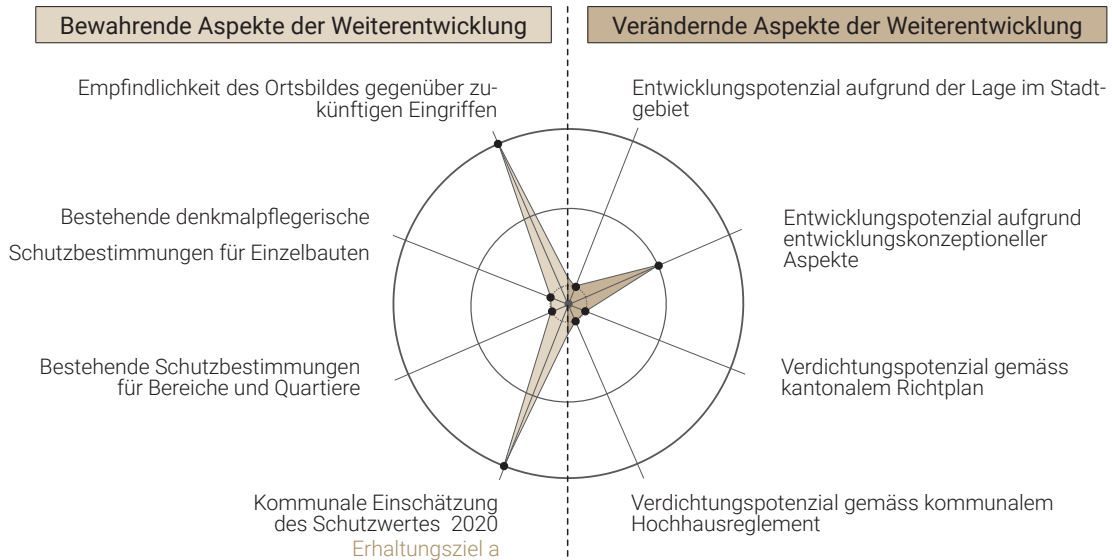 Bewahrende Aspekte der Weiterentwicklung
Verändernde Aspekte der Weiterentwicklung
Empfindlichkeit des Ortsbildes gegenüber zu-
künftigen Eingriffen
Entwicklungspotenzial aufgrund der Lage im Stadt-
gebiet
Bestehende denkmalpflegerische
Schutzbestimmungen für Einzelbauten
Entwicklungspotenzial aufgrund
entwicklungskonzeptioneller
Aspekte
Bestehende Schutzbestimmungen
für Bereiche und Quartiere
Verdichtungspotenzial gemäss
kantonalem Richtplan
Kommunale Einschätzung
des Schutzwertes 2020
Erhaltungsziel a
Verdichtungspotenzial gemäss kommunalem
Hochhausreglement